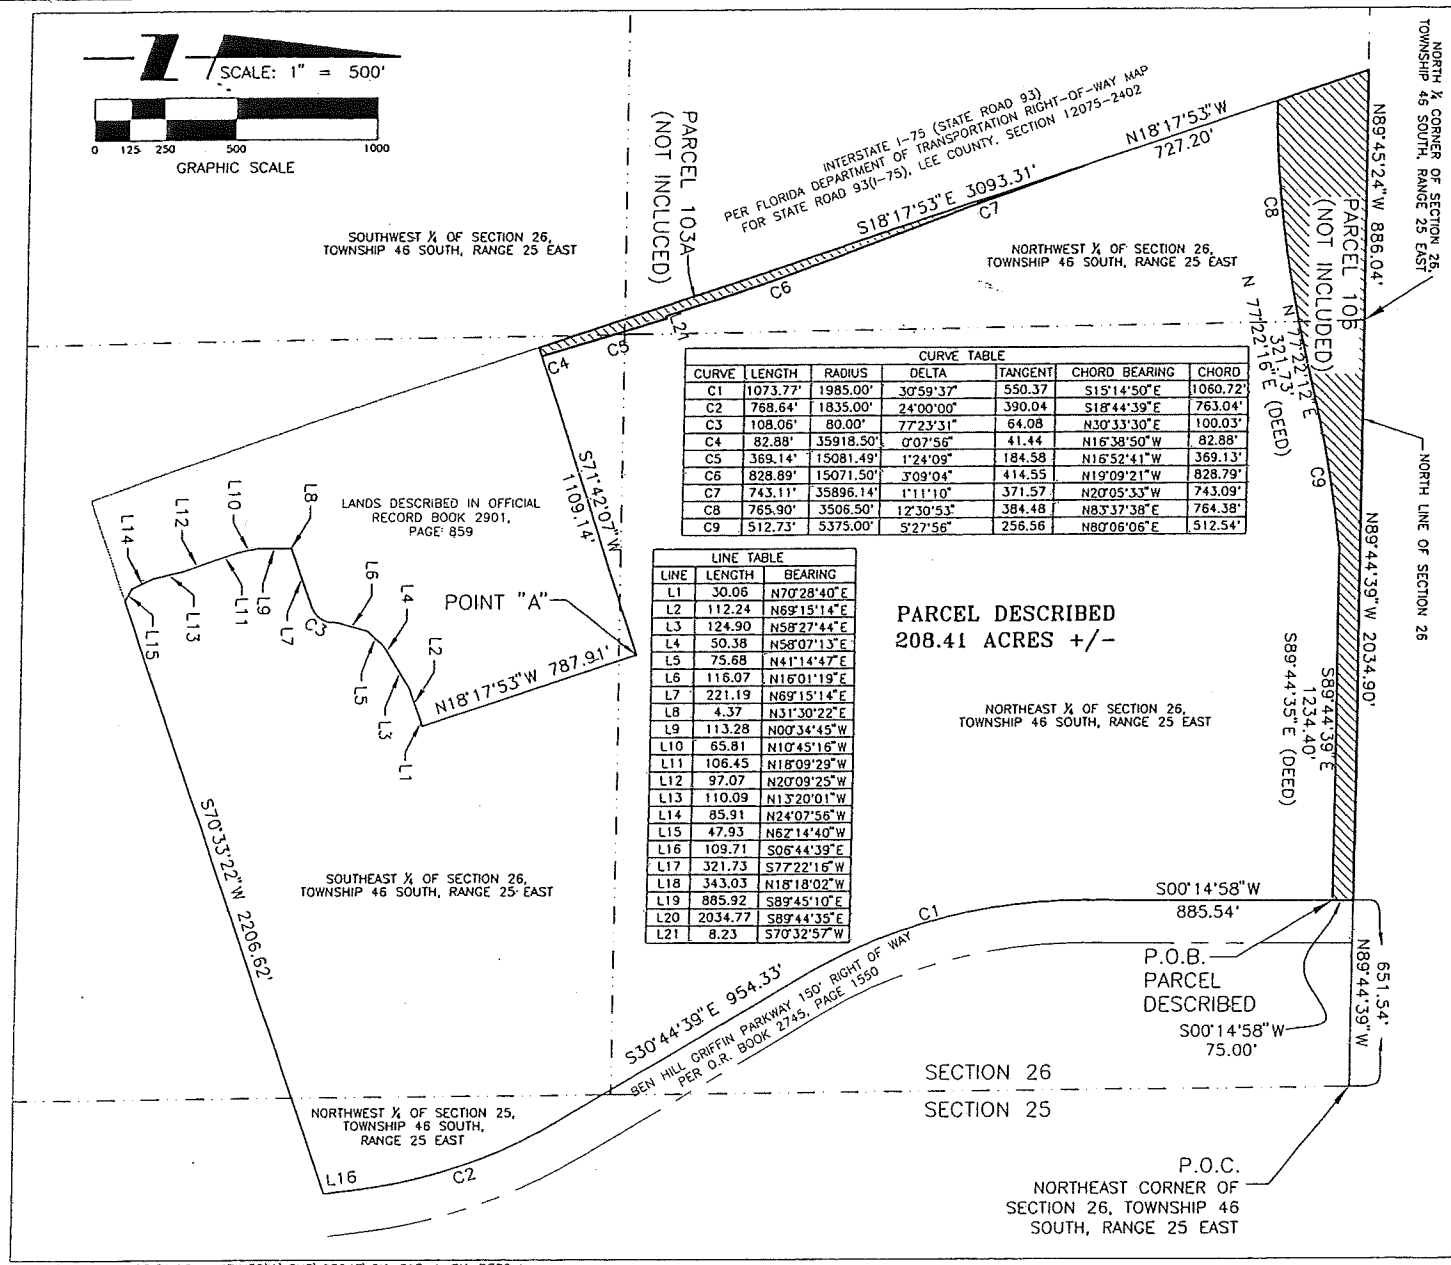 SCALE: 1" = 500'
0 125 250 500 1000
GRAPHIC SCALE
PARCEL 103A
(NOT INCLUDED)
INTERSTATE I-75 (STATE ROAD 93)
PER FLORIDA DEPARTMENT OF TRANSPORTATION RIGHT-OF-WAY MAP
FOR STATE ROAD 93(I-75), LEE COUNTY, SECTION 12075-2402
N18°17'53"W
727.20'
S18°17'53"E 3093.31'
C7
C6
L21
C5
C4
C8
C9
NORTH ¼ CORNER OF SECTION 26,
TOWNSHIP 46 SOUTH, RANGE 25 EAST
N89°45'24"W 886.04'
PARCEL 105
(NOT INCLUDED)
N 77°22'12"E
321.73'
N 77°22'16"E (DEED)
NORTH LINE OF SECTION 26
N89°44'39"W 2034.90'
S89°44'39"E
1234.40'
S89°44'35"E (DEED)
SOUTHWEST ¼ OF SECTION 26,
TOWNSHIP 46 SOUTH, RANGE 25 EAST
NORTHWEST ¼ OF SECTION 26,
TOWNSHIP 46 SOUTH, RANGE 25 EAST
CURVE TABLE
CURVE LENGTH RADIUS DELTA TANGENT CHORD BEARING CHORD
C1 1073.77' 1985.00' 30°59'37" 550.37 S15°14'50"E 1060.72'
C2 768.64' 1835.00' 24°00'00" 390.04 S18°44'39"E 763.04'
C3 108.06' 80.00' 77°23'31" 64.08 N30°33'30"E 100.03'
C4 82.88' 35918.50' 0°07'56" 41.44 N16°38'50"W 82.88'
C5 369.14' 15081.49' 1°24'09" 184.58 N16°52'41"W 369.13'
C6 828.89' 15071.50' 3°09'04" 414.55 N19°09'21"W 828.79'
C7 743.11' 35896.14' 1°11'10" 371.57 N20°05'33"W 743.09'
C8 765.90' 3506.50' 12°30'53" 384.48 N83°37'38"E 764.38'
C9 512.73' 5375.00' 5°27'56" 256.56 N80°06'06"E 512.54'
LINE TABLE
LINE LENGTH BEARING
L1 30.06 N70°28'40"E
L2 112.24 N69°15'14"E
L3 124.90 N58°27'44"E
L4 50.38 N58°07'13"E
L5 75.68 N41°14'47"E
L6 116.07 N16°01'19"E
L7 221.19 N69°15'14"E
L8 4.37 N31°30'22"E
L9 113.28 N00°34'45"W
L10 65.81 N10°45'16"W
L11 106.45 N18°09'29"W
L12 97.07 N20°09'25"W
L13 110.09 N13°20'01"W
L14 85.91 N24°07'56"W
L15 47.93 N62°14'40"W
L16 109.71 S06°44'39"E
L17 321.73 S77°22'16"W
L18 343.03 N18°18'02"W
L19 885.92 S89°45'10"E
L20 2034.77 S89°44'35"E
L21 8.23 S70°32'57"W
LANDS DESCRIBED IN OFFICIAL
RECORD BOOK 2901,
PAGE 859
S71°42'07"W
1109.14'
POINT "A"
N18°17'53"W 787.91'
L14
L12
L10
L8
L6
L4
L2
L15
L13
L11
L9
L7
C3
L5
L3
L1
PARCEL DESCRIBED
208.41 ACRES +/-
NORTHEAST ¼ OF SECTION 26,
TOWNSHIP 46 SOUTH, RANGE 25 EAST
S70°33'22"W 2206.62'
SOUTHEAST ¼ OF SECTION 26,
TOWNSHIP 46 SOUTH, RANGE 25 EAST
S00°14'58"W
885.54'
C1
S30°44'39"E 954.33'
BEN HILL GRIFFIN PARKWAY 150' RIGHT OF WAY
PER O.R. BOOK 2745, PAGE 1550
P.O.B.
PARCEL
DESCRIBED
S00°14'58"W
75.00'
N89°44'39"W
651.54'
SECTION 26
SECTION 25
NORTHWEST ¼ OF SECTION 25,
TOWNSHIP 46 SOUTH,
RANGE 25 EAST
L16
C2
P.O.C.
NORTHEAST CORNER OF
SECTION 26, TOWNSHIP 46
SOUTH, RANGE 25 EAST